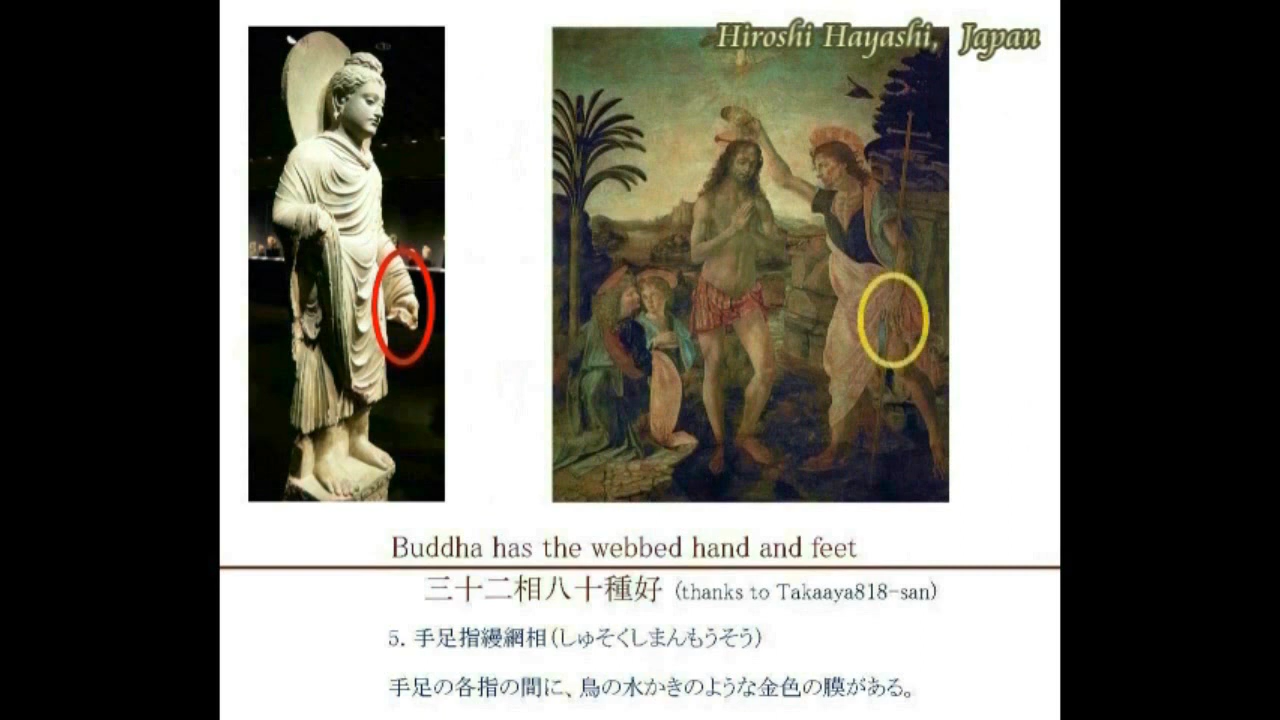 Hiroshi Hayashi, Japan
Buddha has the webbed hand and feet
三十二相八十種好 (thanks to Takaaya818-san)
5. 手足指縵網相(しゅそくしまんもうそう)
手足の各指の間に、鳥の水かきのような金色の膜がある。